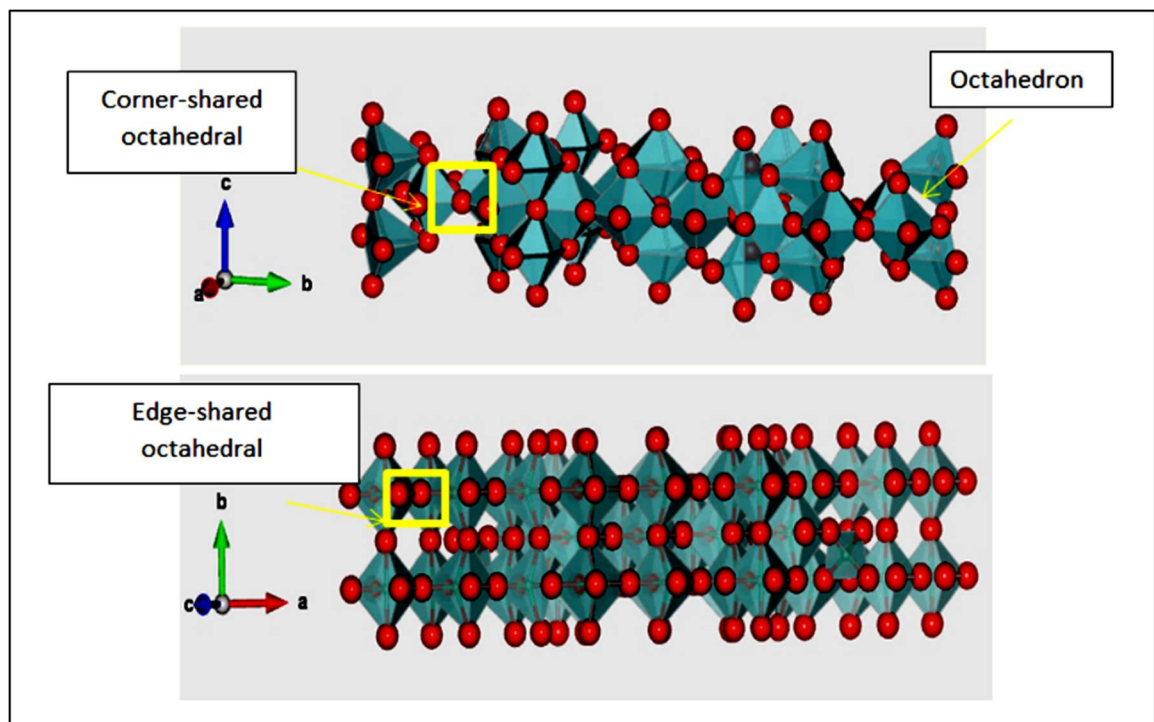 Corner-shared
octahedral
Octahedron
c
a
b
Edge-shared
octahedral
b
c
a